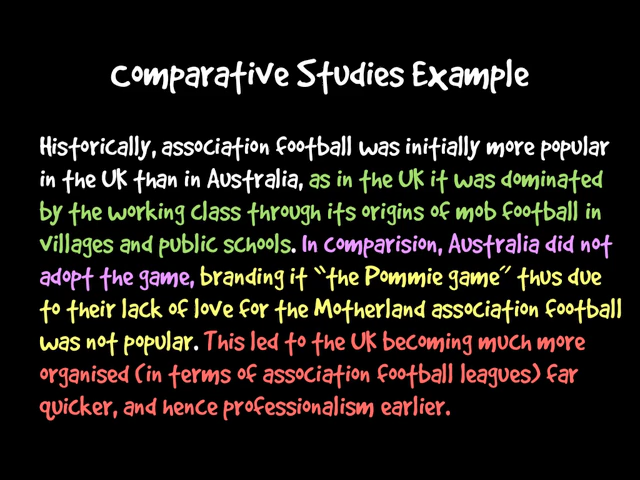 Comparative Studies Example
Historically, association football was initially more popular
in the UK than in Australia, as in the UK it was dominated
by the working class through its origins of mob football in
villages and public schools. In comparision, Australia did not
adopt the game, branding it “the Pommie game” thus due
to their lack of love for the Motherland association football
was not popular. This led to the UK becoming much more
organised (in terms of association football leagues) far
quicker, and hence professionalism earlier.